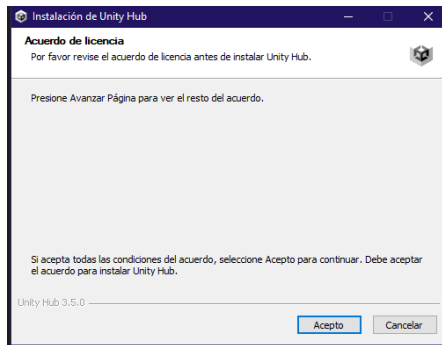 Instalación de Unity Hub
Acuerdo de licencia
Por favor revise el acuerdo de licencia antes de instalar Unity Hub.
Presione Avanzar Página para ver el resto del acuerdo.
Si acepta todas las condiciones del acuerdo, seleccione Acepto para continuar. Debe aceptar
el acuerdo para instalar Unity Hub.
Unity Hub 3.5.0
Acepto Cancelar